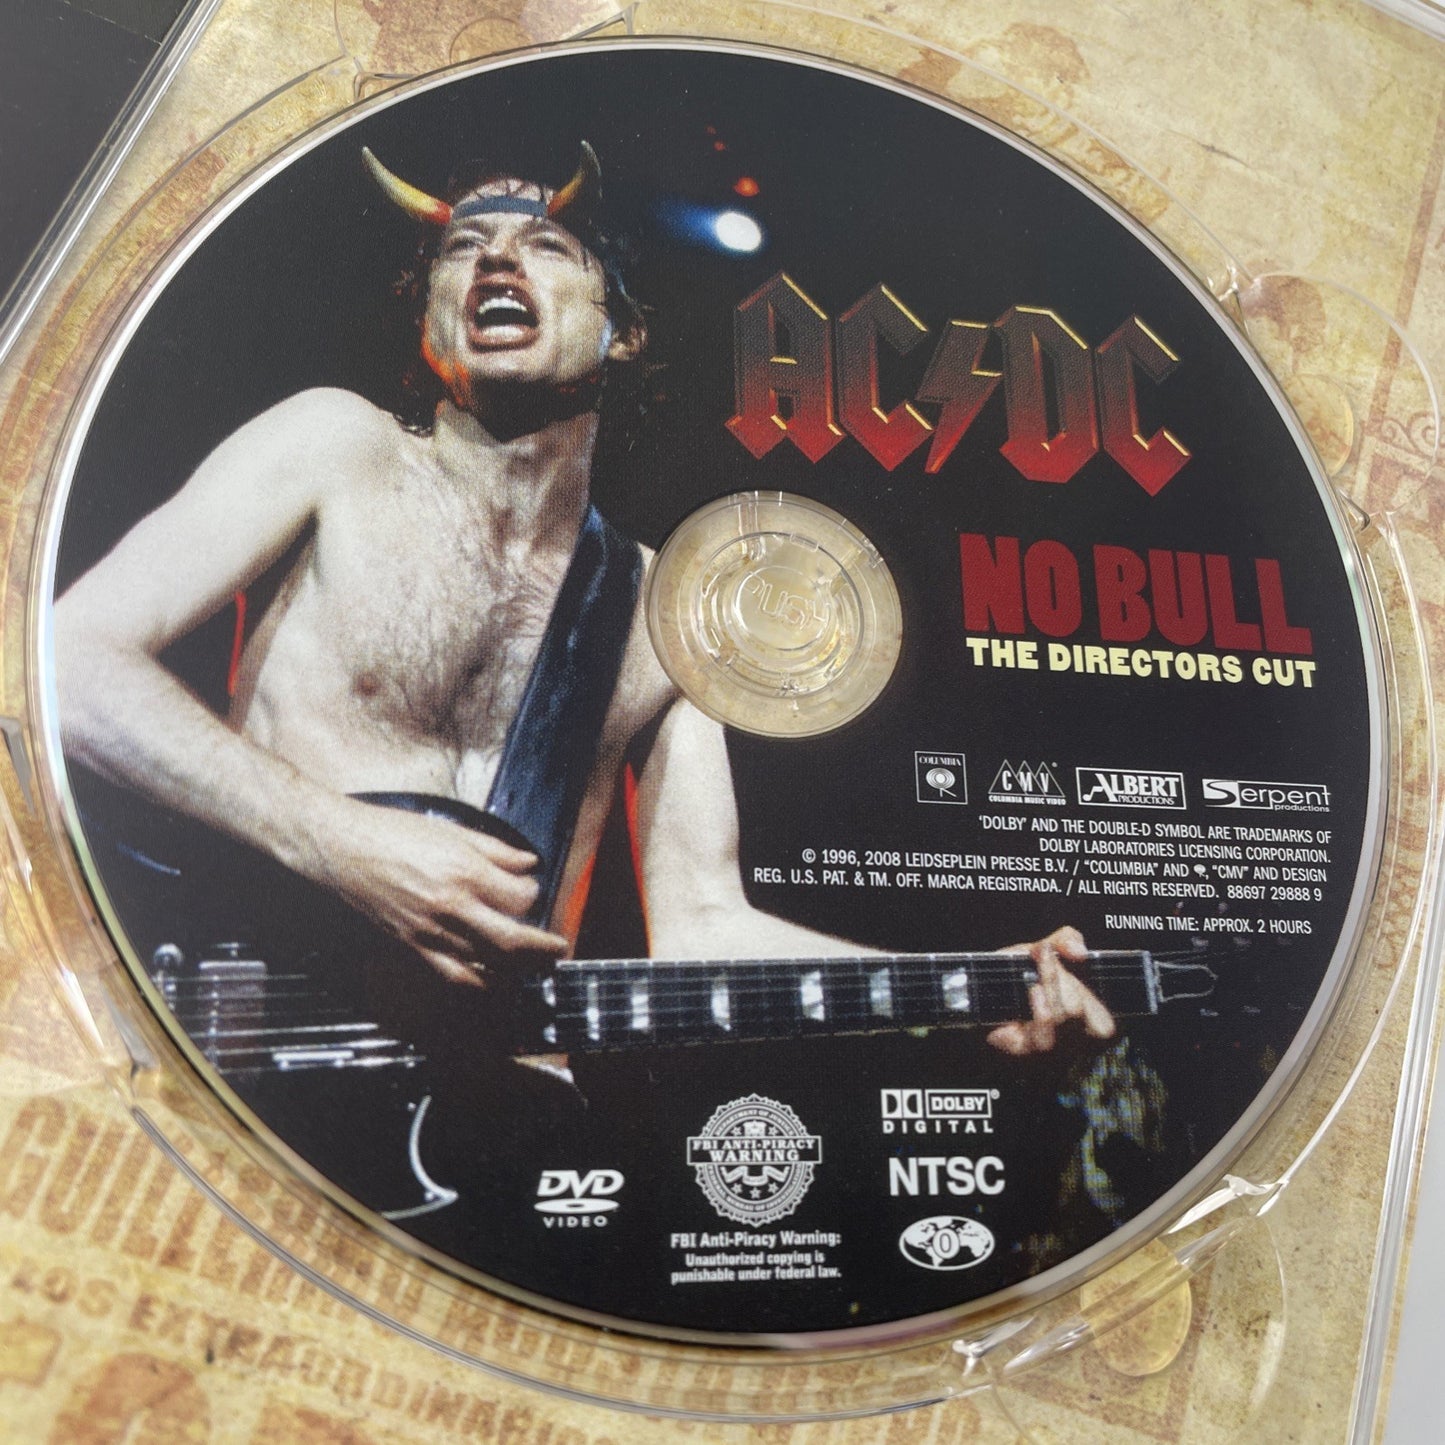 AC/DC
NO BULL
THE DIRECTORS CUT
COLUMBIA
CMV
COLUMBIA MUSIC VIDEO
ALBERT
PRODUCTIONS
Serpent
productions
'DOLBY' AND THE DOUBLE-D SYMBOL ARE TRADEMARKS OF
DOLBY LABORATORIES LICENSING CORPORATION.
© 1996, 2008 LEIDSEPLEIN PRESSE B.V. / "COLUMBIA" AND , "CMV" AND DESIGN
REG. U.S. PAT. & TM. OFF. MARCA REGISTRADA. / ALL RIGHTS RESERVED. 88697 29888 9
RUNNING TIME: APPROX. 2 HOURS
DVD
VIDEO
FBI ANTI-PIRACY
WARNING
FBI Anti-Piracy Warning:
Unauthorized copying is
punishable under federal law.
DOLBY
DIGITAL
NTSC
0